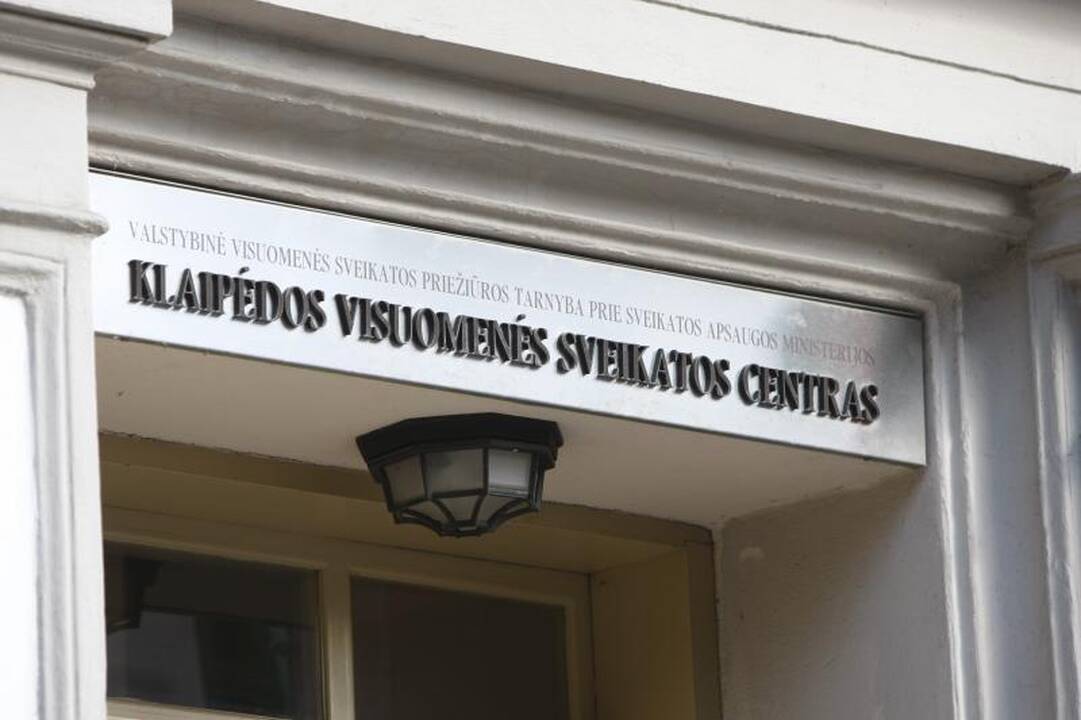 VALSTYBINĖ VISUOMENĖS SVEIKATOS PRIEŽIŪROS TARNYBA PRIE SVEIKATOS APSAUGOS MINISTERIJOS
KLAIPĖDOS VISUOMENĖS SVEIKATOS CENTRAS